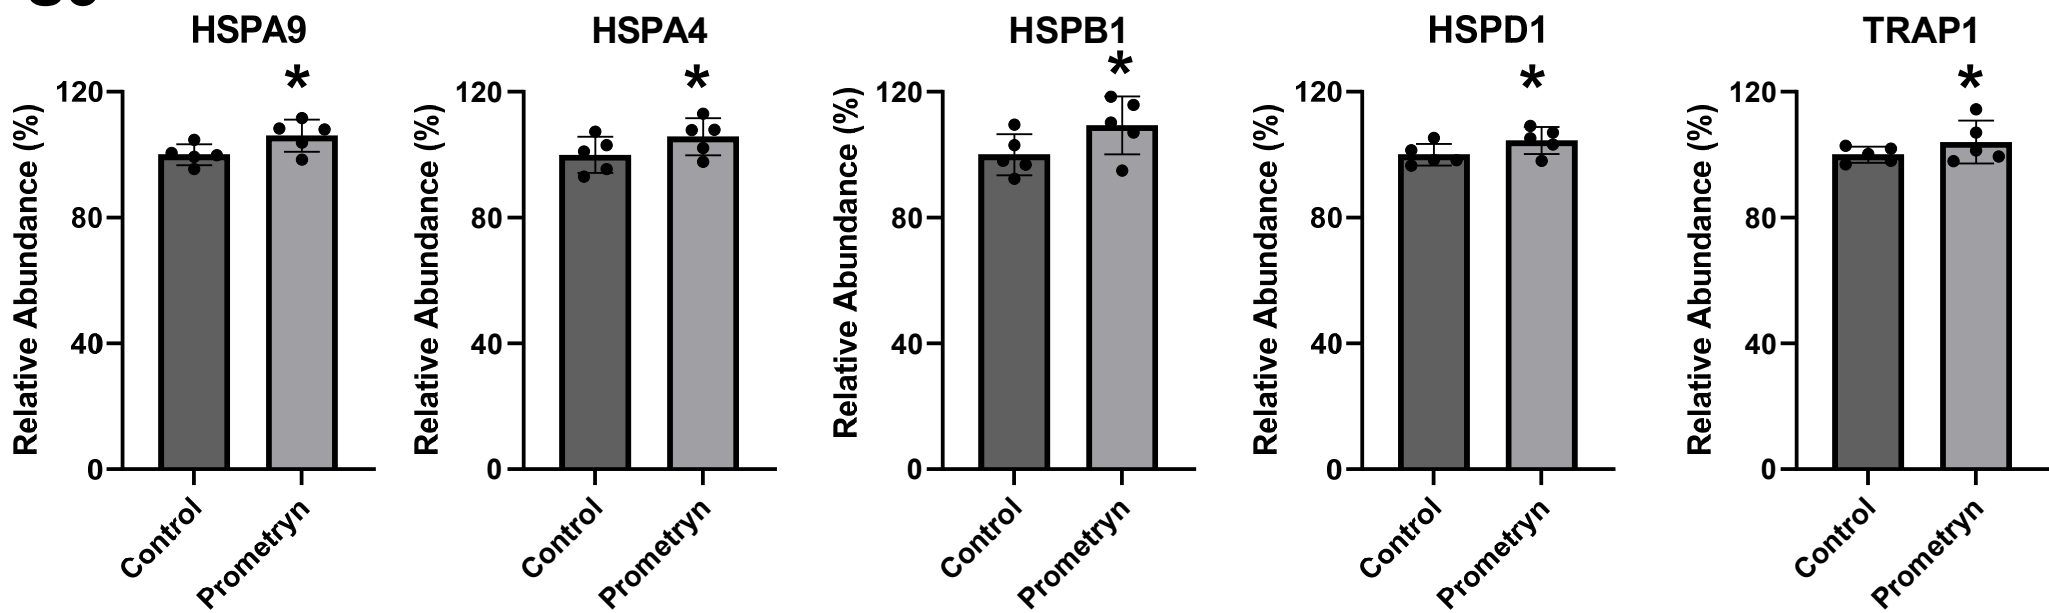 HSPA9
HSPA4
HSPB1
HSPD1
TRAP1
*
*
*
*
*
Relative Abundance (%)
120
80
40
0
Control
Prometryn
Relative Abundance (%)
120
80
40
0
Control
Prometryn
Relative Abundance (%)
120
80
40
0
Control
Prometryn
Relative Abundance (%)
120
80
40
0
Control
Prometryn
Relative Abundance (%)
120
80
40
0
Control
Prometryn